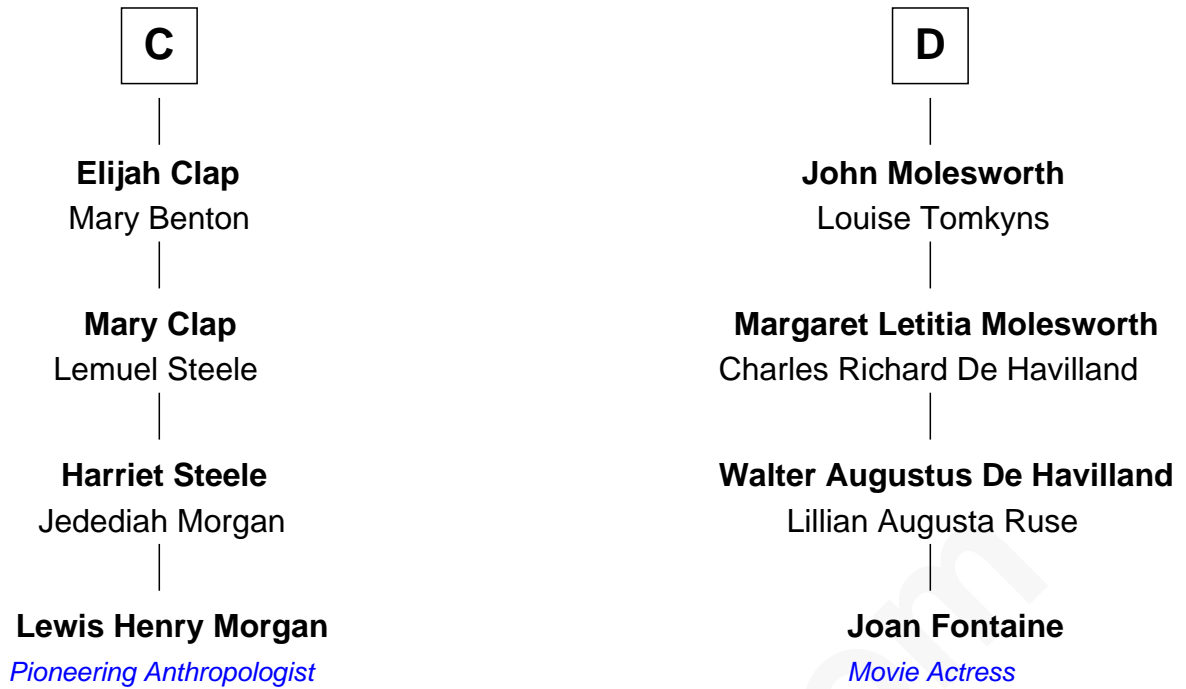 C
Elijah Clap
Mary Benton
Mary Clap
Lemuel Steele
Harriet Steele
Jedediah Morgan
Lewis Henry Morgan
Pioneering Anthropologist
D
John Molesworth
Louise Tomkyns
Margaret Letitia Molesworth
Charles Richard De Havilland
Walter Augustus De Havilland
Lillian Augusta Ruse
Joan Fontaine
Movie Actress